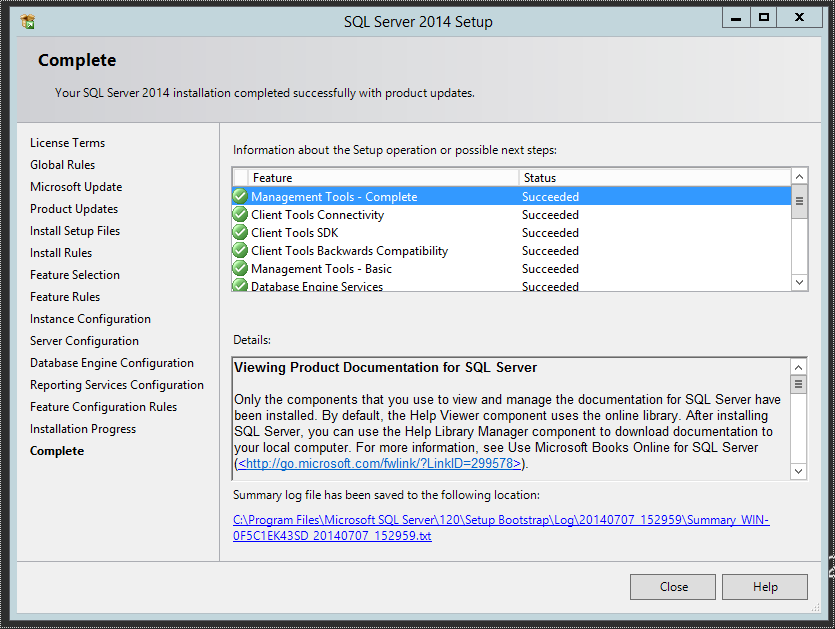 SQL Server 2014 Setup
Complete
Your SQL Server 2014 installation completed successfully with product updates.
License Terms
Global Rules
Microsoft Update
Product Updates
Install Setup Files
Install Rules
Feature Selection
Feature Rules
Instance Configuration
Server Configuration
Database Engine Configuration
Reporting Services Configuration
Feature Configuration Rules
Installation Progress
Complete
Information about the Setup operation or possible next steps:
Feature Status
Management Tools - Complete Succeeded
Client Tools Connectivity Succeeded
Client Tools SDK Succeeded
Client Tools Backwards Compatibility Succeeded
Management Tools - Basic Succeeded
Database Engine Services Succeeded
Details:
Viewing Product Documentation for SQL Server
Only the components that you use to view and manage the documentation for SQL Server have
been installed. By default, the Help Viewer component uses the online library. After installing
SQL Server, you can use the Help Library Manager component to download documentation to
your local computer. For more information, see Use Microsoft Books Online for SQL Server
(<http://go.microsoft.com/fwlink/?LinkID=299578>).
Summary log file has been saved to the following location:
C:\Program Files\Microsoft SQL Server\120\Setup Bootstrap\Log\20140707_152959\Summary_WIN-
0F5C1EK43SD_20140707_152959.txt
Close Help